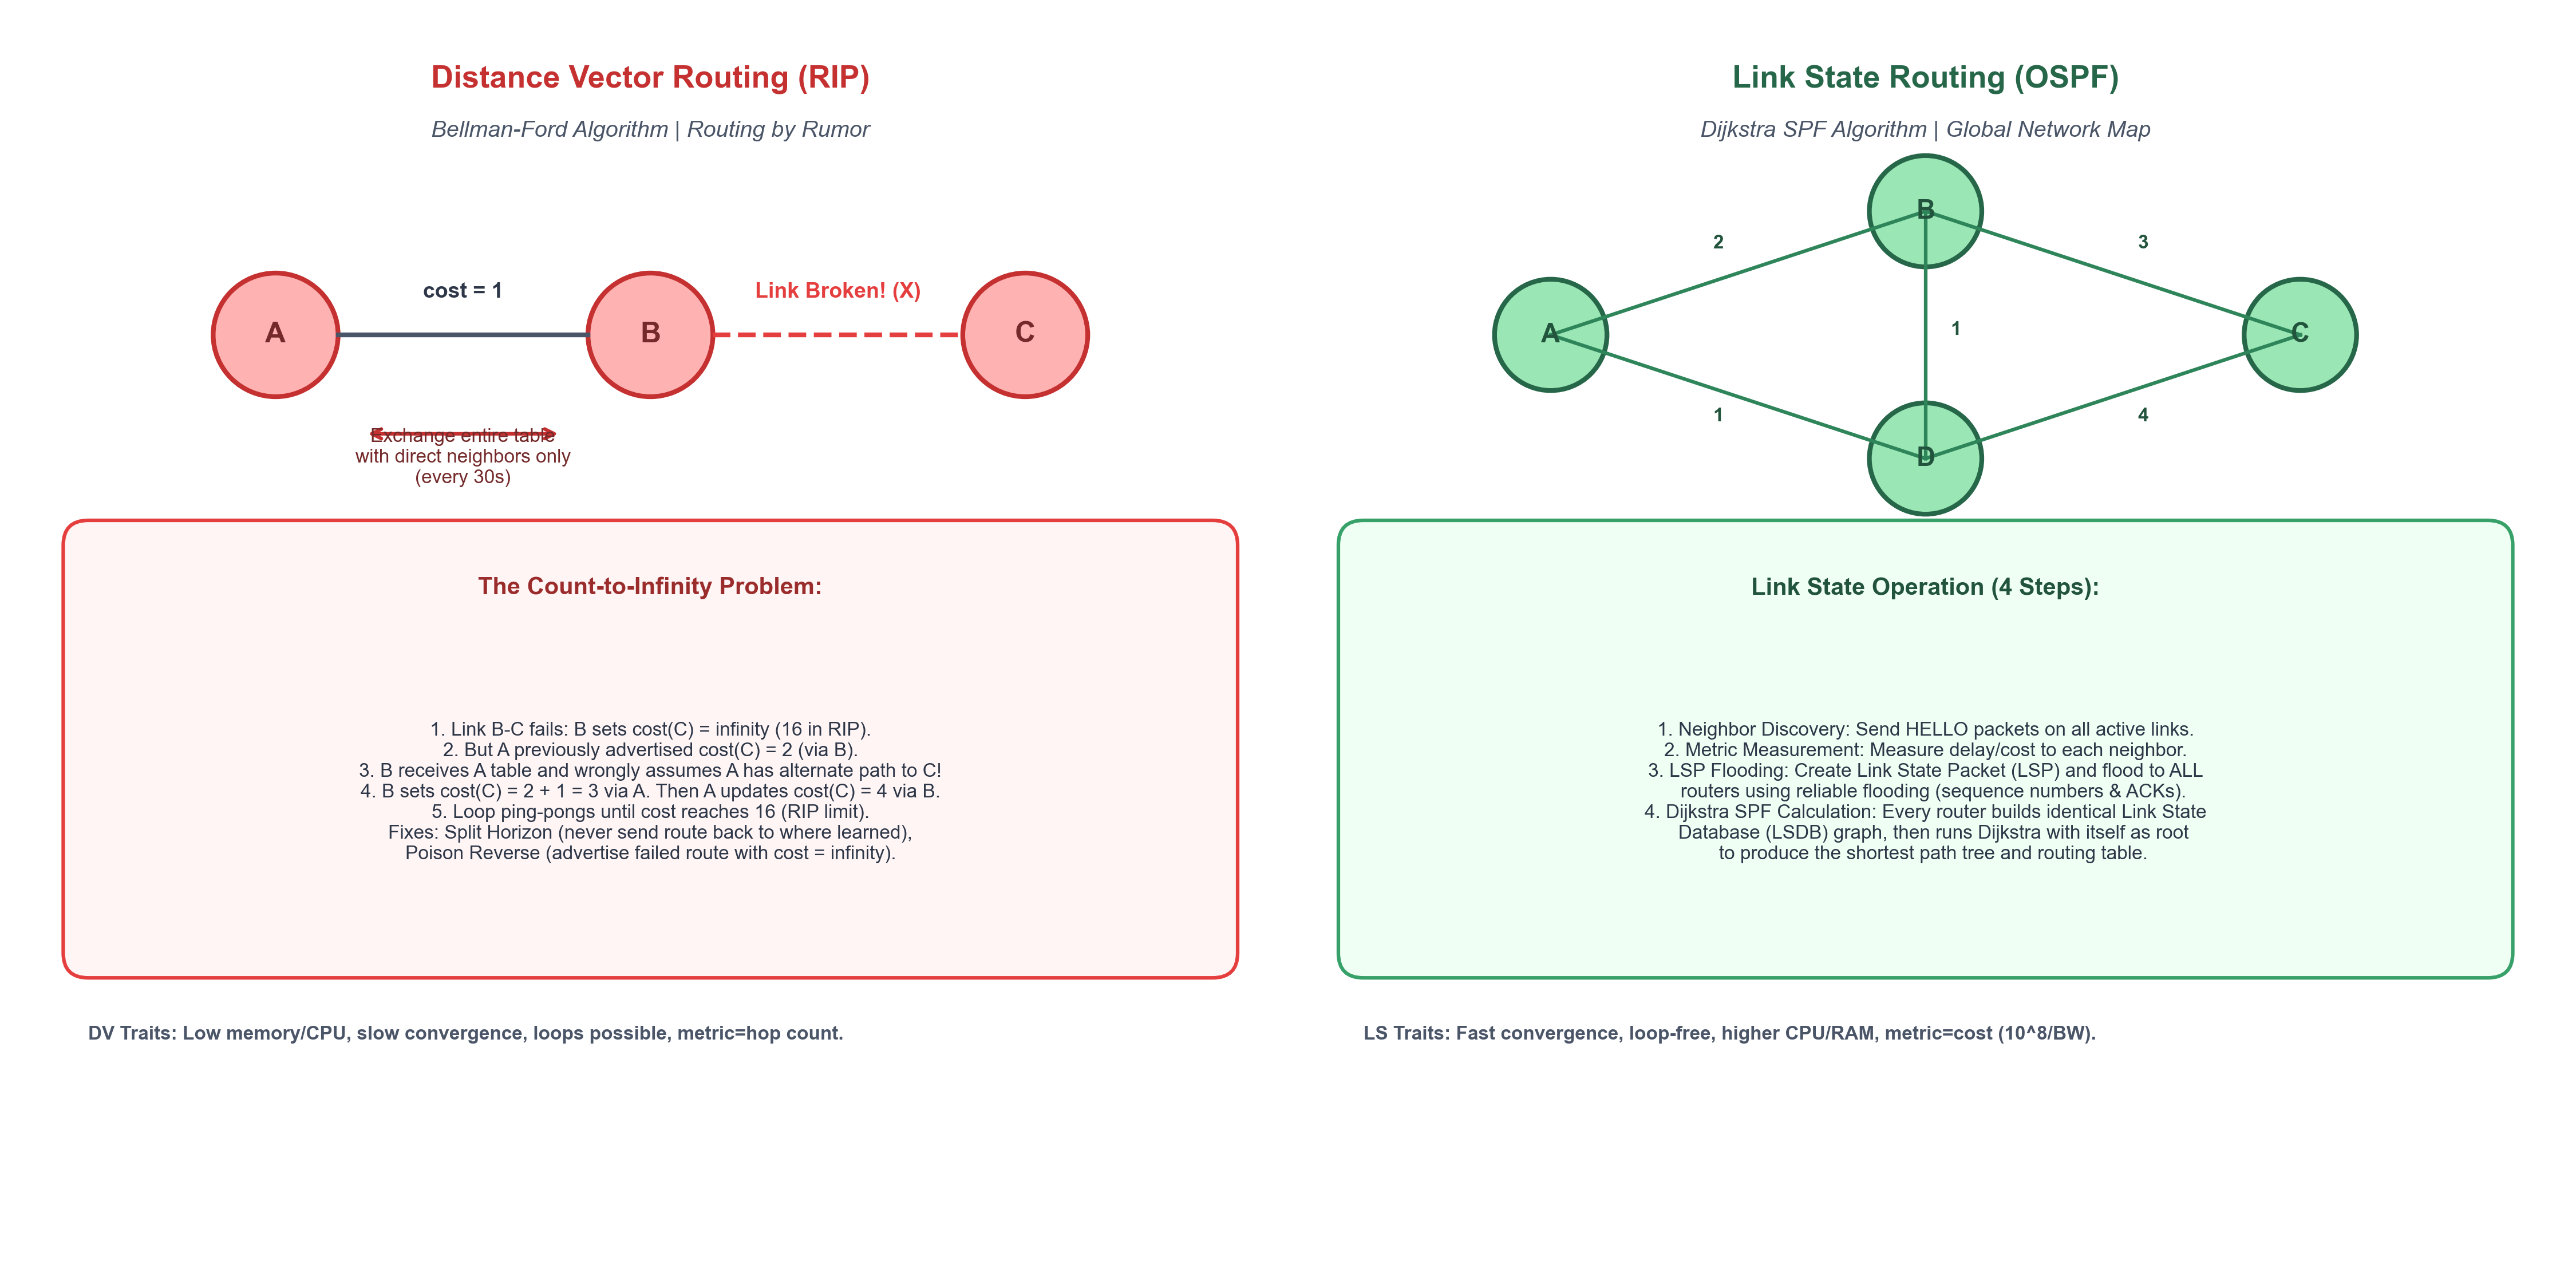 Distance Vector Routing (RIP)
Bellman-Ford Algorithm | Routing by Rumor
A
cost = 1
B
Link Broken! (X)
C
Exchange entire table
with direct neighbors only
(every 30s)
The Count-to-Infinity Problem:
1. Link B-C fails: B sets cost(C) = infinity (16 in RIP).
2. But A previously advertised cost(C) = 2 (via B).
3. B receives A table and wrongly assumes A has alternate path to C!
4. B sets cost(C) = 2 + 1 = 3 via A. Then A updates cost(C) = 4 via B.
5. Loop ping-pongs until cost reaches 16 (RIP limit).
Fixes: Split Horizon (never send route back to where learned),
Poison Reverse (advertise failed route with cost = infinity).
DV Traits: Low memory/CPU, slow convergence, loops possible, metric=hop count.
Link State Routing (OSPF)
Dijkstra SPF Algorithm | Global Network Map
B
2
3
A
1
C
1
4
D
Link State Operation (4 Steps):
1. Neighbor Discovery: Send HELLO packets on all active links.
2. Metric Measurement: Measure delay/cost to each neighbor.
3. LSP Flooding: Create Link State Packet (LSP) and flood to ALL
routers using reliable flooding (sequence numbers & ACKs).
4. Dijkstra SPF Calculation: Every router builds identical Link State
Database (LSDB) graph, then runs Dijkstra with itself as root
to produce the shortest path tree and routing table.
LS Traits: Fast convergence, loop-free, higher CPU/RAM, metric=cost (10^8/BW).